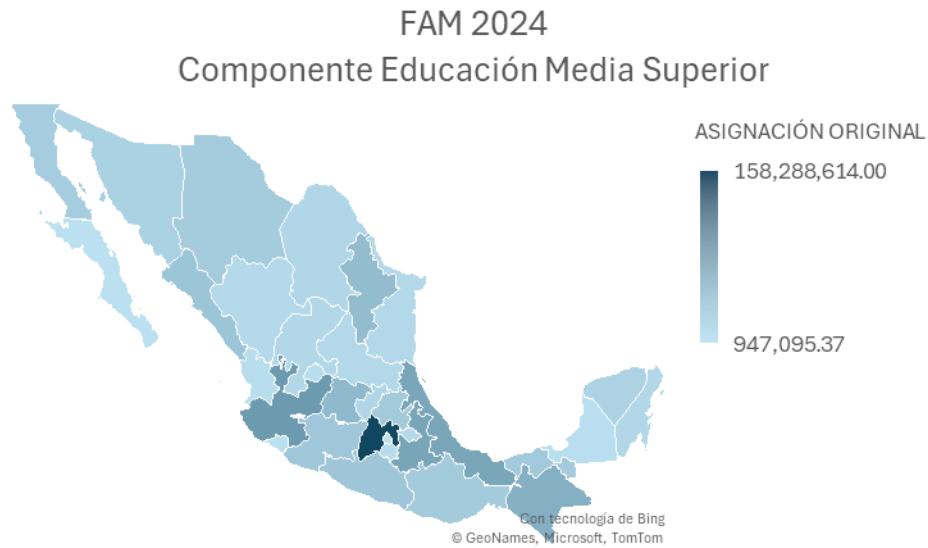 FAM 2024
Componente Educación Media Superior
ASIGNACIÓN ORIGINAL
158,288,614.00
947,095.37
Con tecnología de Bing
© GeoNames, Microsoft, TomTom